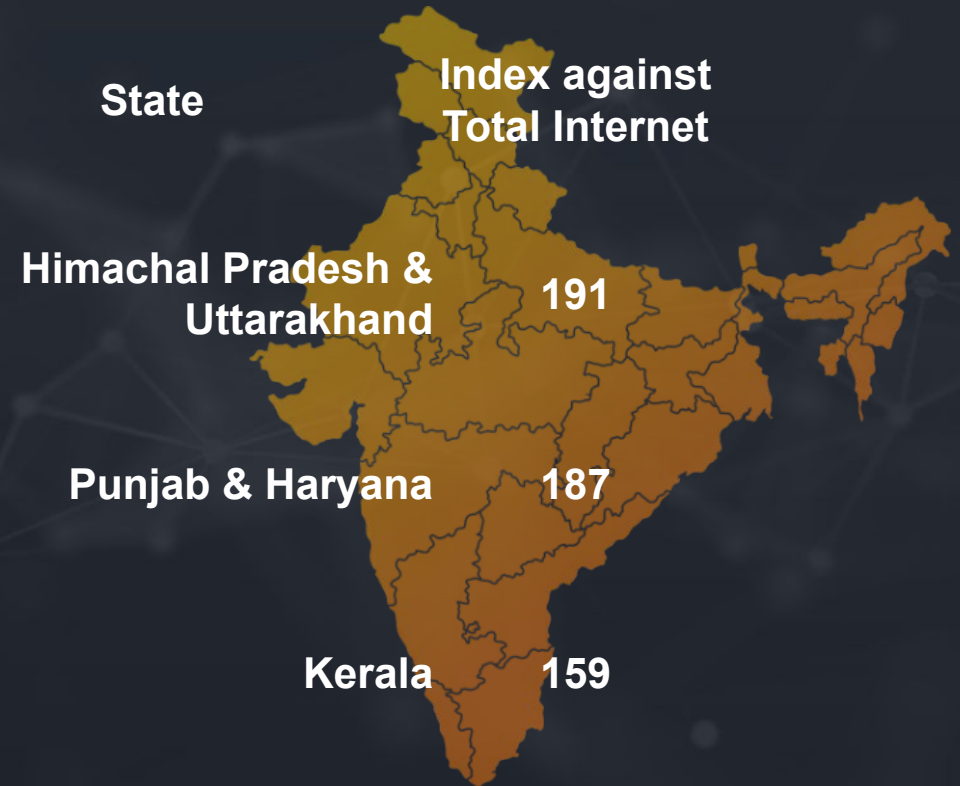 State
Index against
Total Internet
Himachal Pradesh &
Uttarakhand
191
Punjab & Haryana
187
Kerala
159